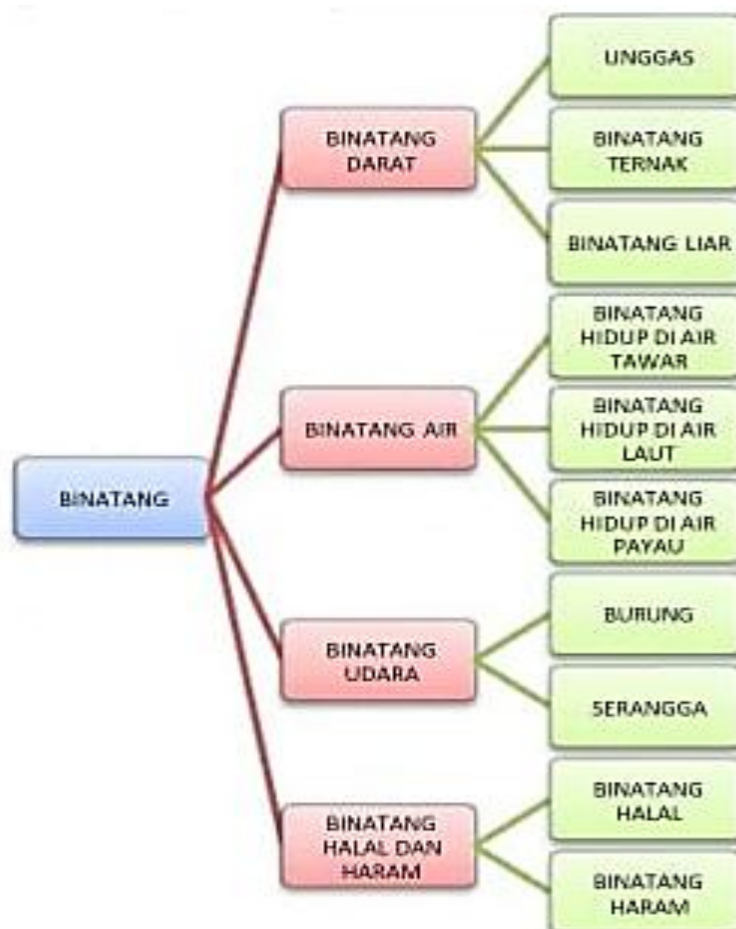 BINATANG
BINATANG
DARAT
UNGGAS
BINATANG
TERNAK
BINATANG LIAR
BINATANG AIR
BINATANG
HIDUP DI AIR
TAWAR
BINATANG
HIDUP DI AIR
LAUT
BINATANG
HIDUP DI AIR
PAYAU
BINATANG
UDARA
BURUNG
SERANGGA
BINATANG
HALAL DAN
HARAM
BINATANG
HALAL
BINATANG
HARAM